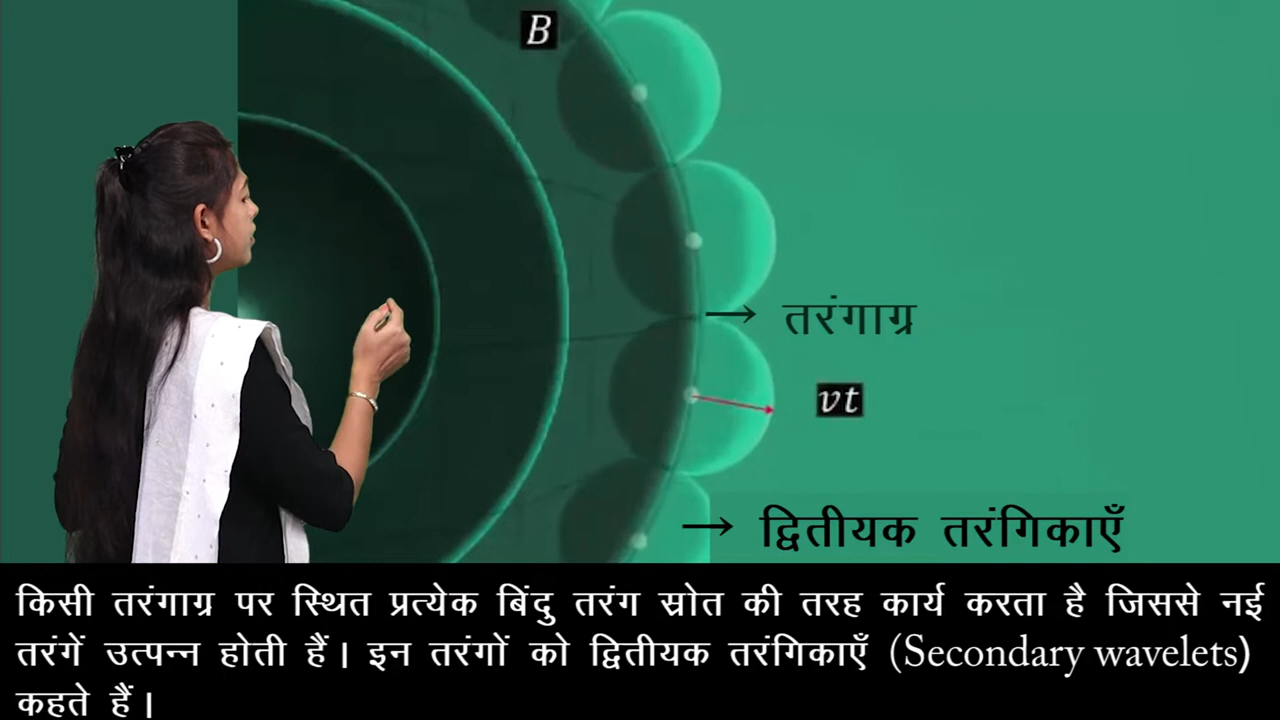 B
→ तरंगाग्र
vt
→ द्वितीयक तरंगिकाएँ
किसी तरंगाग्र पर स्थित प्रत्येक बिंदु तरंग स्रोत की तरह कार्य करता है जिससे नई
तरंगें उत्पन्न होती हैं। इन तरंगों को द्वितीयक तरंगिकाएँ (Secondary wavelets)
कहते हैं।